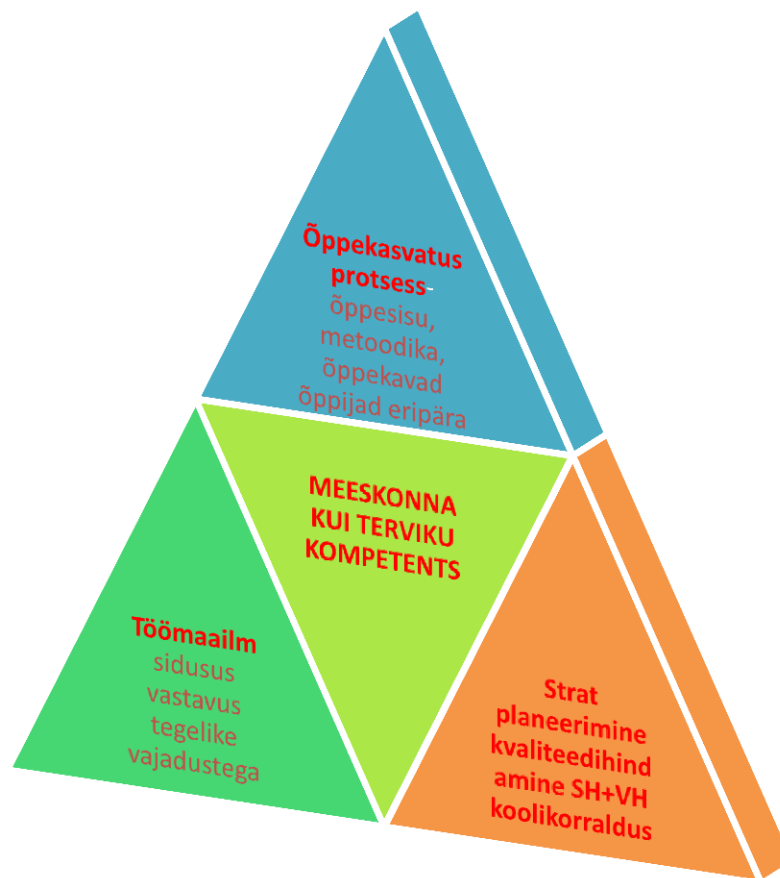 Õppekasvatus
protsess-
õppesisu,
metoodika,
õppekavad
õppijad eripära
MEESKONNA
KUI TERVIKU
KOMPETENTS
Töömaailm
sidusus
vastavus
tegelike
vajadustega
Strat
planeerimine
kvaliteedihind
amine SH+VH
koolikorraldus